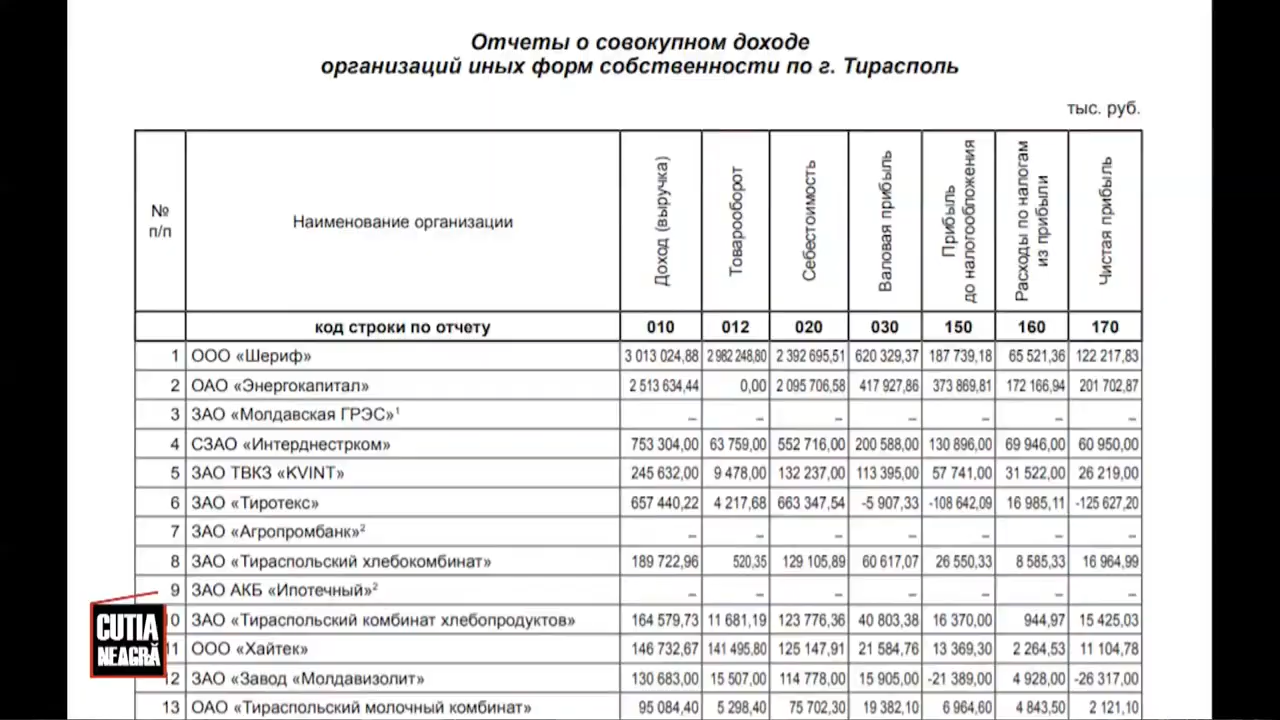 Отчеты о совокупном доходе
организаций иных форм собственности по г. Тирасполь
тыс. руб.
№ п/п Наименование организации Доход (выручка) Товарооборот Себестоимость Валовая прибыль Прибыль до налогообложения Расходы по налогам из прибыли Чистая прибыль
код строки по отчету 010 012 020 030 150 160 170
1 ООО «Шериф» 3 013 024,88 2 982 248,80 2 392 695,51 620 329,37 187 739,18 65 521,36 122 217,83
2 ОАО «Энергокапитал» 2 513 634,44 0,00 2 095 706,58 417 927,86 373 869,81 172 166,94 201 702,87
3 ЗАО «Молдавская ГРЭС»¹ – – – – – – –
4 СЗАО «Интерднестрком» 753 304,00 63 759,00 552 716,00 200 588,00 130 896,00 69 946,00 60 950,00
5 ЗАО ТВКЗ «KVINT» 245 632,00 9 478,00 132 237,00 113 395,00 57 741,00 31 522,00 26 219,00
6 ЗАО «Тиротекс» 657 440,22 4 217,68 663 347,54 -5 907,33 -108 642,09 16 985,11 -125 627,20
7 ЗАО «Агропромбанк»² – – – – – – –
8 ЗАО «Тираспольский хлебокомбинат» 189 722,96 520,35 129 105,89 60 617,07 26 550,33 8 585,33 16 964,99
9 ЗАО АКБ «Ипотечный»² – – – – – – –
10 ЗАО «Тираспольский комбинат хлебопродуктов» 164 579,73 11 681,19 123 776,36 40 803,38 16 370,00 944,97 15 425,03
11 ООО «Хайтек» 146 732,67 141 495,80 125 147,91 21 584,76 13 369,30 2 264,53 11 104,78
12 ЗАО «Завод «Молдавизолит» 130 683,00 15 507,00 114 778,00 15 905,00 -21 389,00 4 928,00 -26 317,00
13 ОАО «Тираспольский молочный комбинат» 95 084,40 5 298,40 75 702,30 19 382,10 6 964,60 4 843,50 2 121,10
CUTIA
NEAGRĂ